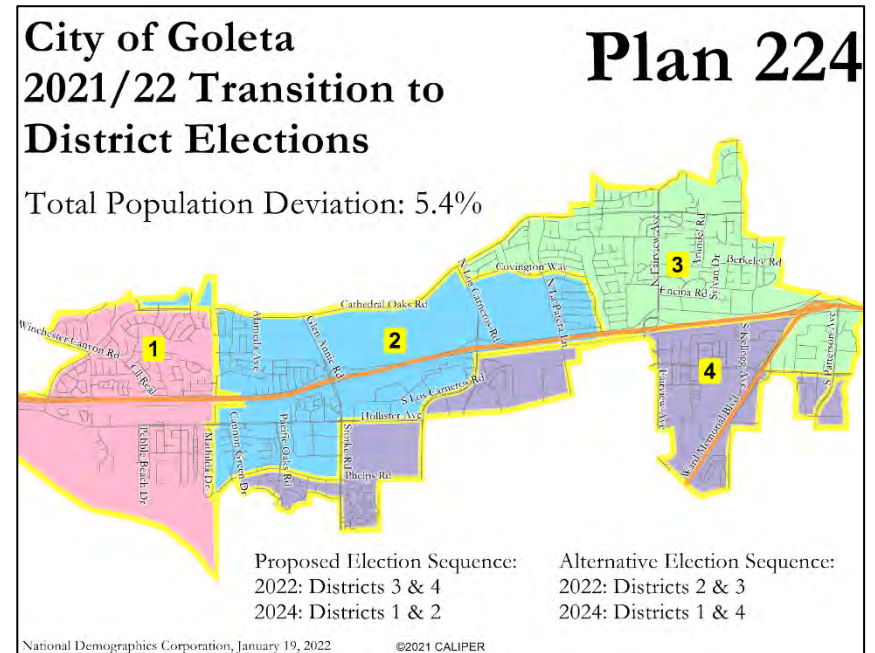 City of Goleta
2021/22 Transition to
District Elections
Plan 224
Total Population Deviation: 5.4%
N Fairview Ave
Arundel Rd
Sylvan Dr
Berkeley Rd
3
Encina Rd
Covington Way
N Los Carneros Rd
N La Patera Ln
Cathedral Oaks Rd
Winchester Canyon Rd
1
Cll Real
Alameda Ave
Glen Annie Rd
2
S Los Carneros Rd
Hollister Ave
Fairview Ave
4
S Kellogg Ave
S Patterson Ave
Ward Memorial Blvd
Pebble Beach Dr
Mathilda Dr
Cannon Green Dr
Pacific Oaks Rd
Storke Rd
Phelps Rd
Proposed Election Sequence:
2022: Districts 3 & 4
2024: Districts 1 & 2
Alternative Election Sequence:
2022: Districts 2 & 3
2024: Districts 1 & 4
National Demographics Corporation, January 19, 2022
©2021 CALIPER